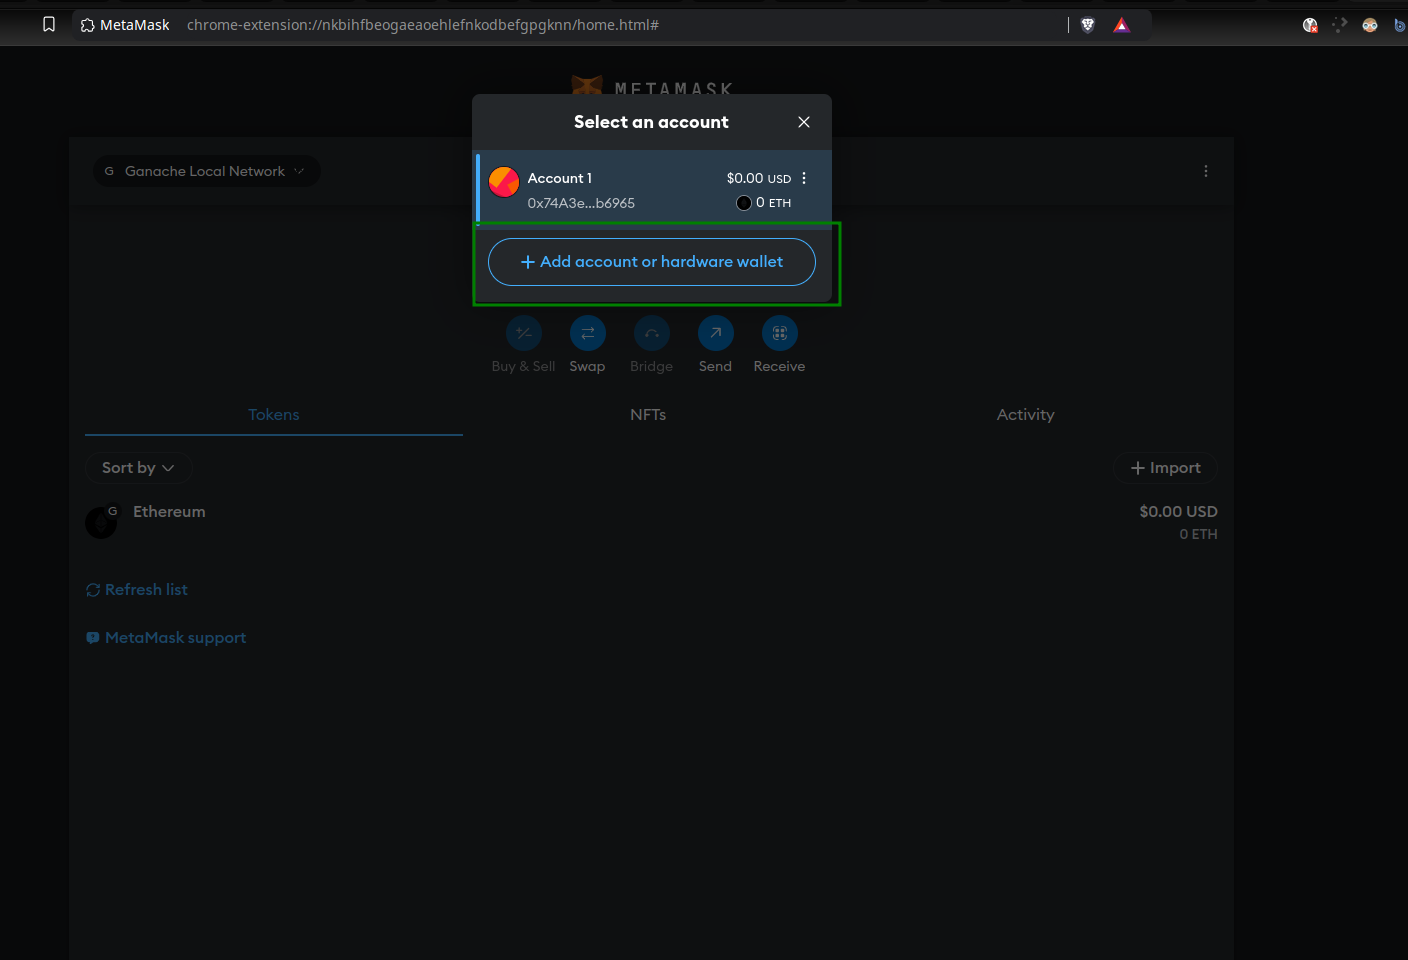 MetaMask chrome-extension://nkbihfbeogaeaoehlefnkodbefgpgknn/home.html#
METAMASK
Select an account
G Ganache Local Network
Account 1 $0.00 USD
0x74A3e...b6965 0 ETH
+ Add account or hardware wallet
Buy & Sell Swap Bridge Send Receive
Tokens NFTs Activity
Sort by + Import
G Ethereum $0.00 USD
0 ETH
Refresh list
MetaMask support